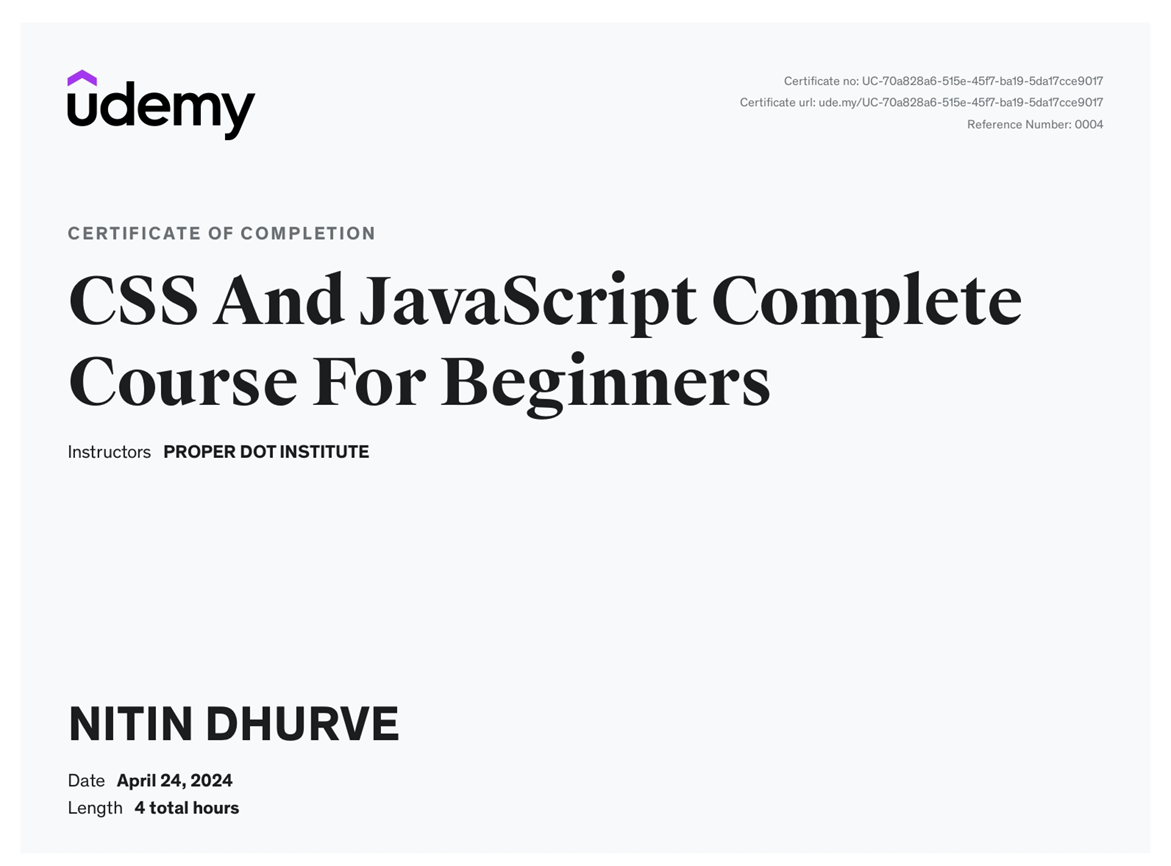 udemy
Certificate no: UC-70a828a6-515e-45f7-ba19-5da17cce9017
Certificate url: ude.my/UC-70a828a6-515e-45f7-ba19-5da17cce9017
Reference Number: 0004
CERTIFICATE OF COMPLETION
CSS And JavaScript Complete
Course For Beginners
Instructors PROPER DOT INSTITUTE
NITIN DHURVE
Date April 24, 2024
Length 4 total hours